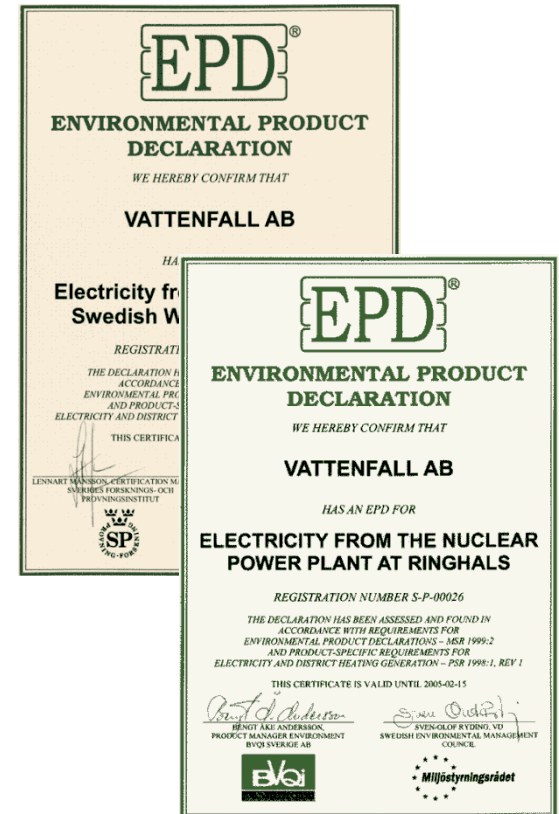 EPD®
ENVIRONMENTAL PRODUCT
DECLARATION
WE HEREBY CONFIRM THAT
VATTENFALL AB
HA
Electricity fr
Swedish W
REGISTRATI
THE DECLARATION H
ACCORDANCE
ENVIRONMENTAL PRO
AND PRODUCT-S
ELECTRICITY AND DISTRICT
THIS CERTIFICA
LENNART MÅNSSON, CERTIFICATION MA
SVERIGES FORSKNINGS- OCH
PROVNINGSINSTITUT
SP
PROVNING-FORSKNING
EPD®
ENVIRONMENTAL PRODUCT
DECLARATION
WE HEREBY CONFIRM THAT
VATTENFALL AB
HAS AN EPD FOR
ELECTRICITY FROM THE NUCLEAR
POWER PLANT AT RINGHALS
REGISTRATION NUMBER S-P-00026
THE DECLARATION HAS BEEN ASSESSED AND FOUND IN
ACCORDANCE WITH REQUIREMENTS FOR
ENVIRONMENTAL PRODUCT DECLARATIONS – MSR 1999:2
AND PRODUCT-SPECIFIC REQUIREMENTS FOR
ELECTRICITY AND DISTRICT HEATING GENERATION – PSR 1998:1, REV 1
THIS CERTIFICATE IS VALID UNTIL 2005-02-15
BENGT ÅKE ANDERSSON,
PRODUCT MANAGER ENVIRONMENT
BVQI SVERIGE AB
SVEN-OLOF RYDING, VD
SWEDISH ENVIRONMENTAL MANAGEMENT
COUNCIL
BVQi
Miljöstyrningsrådet